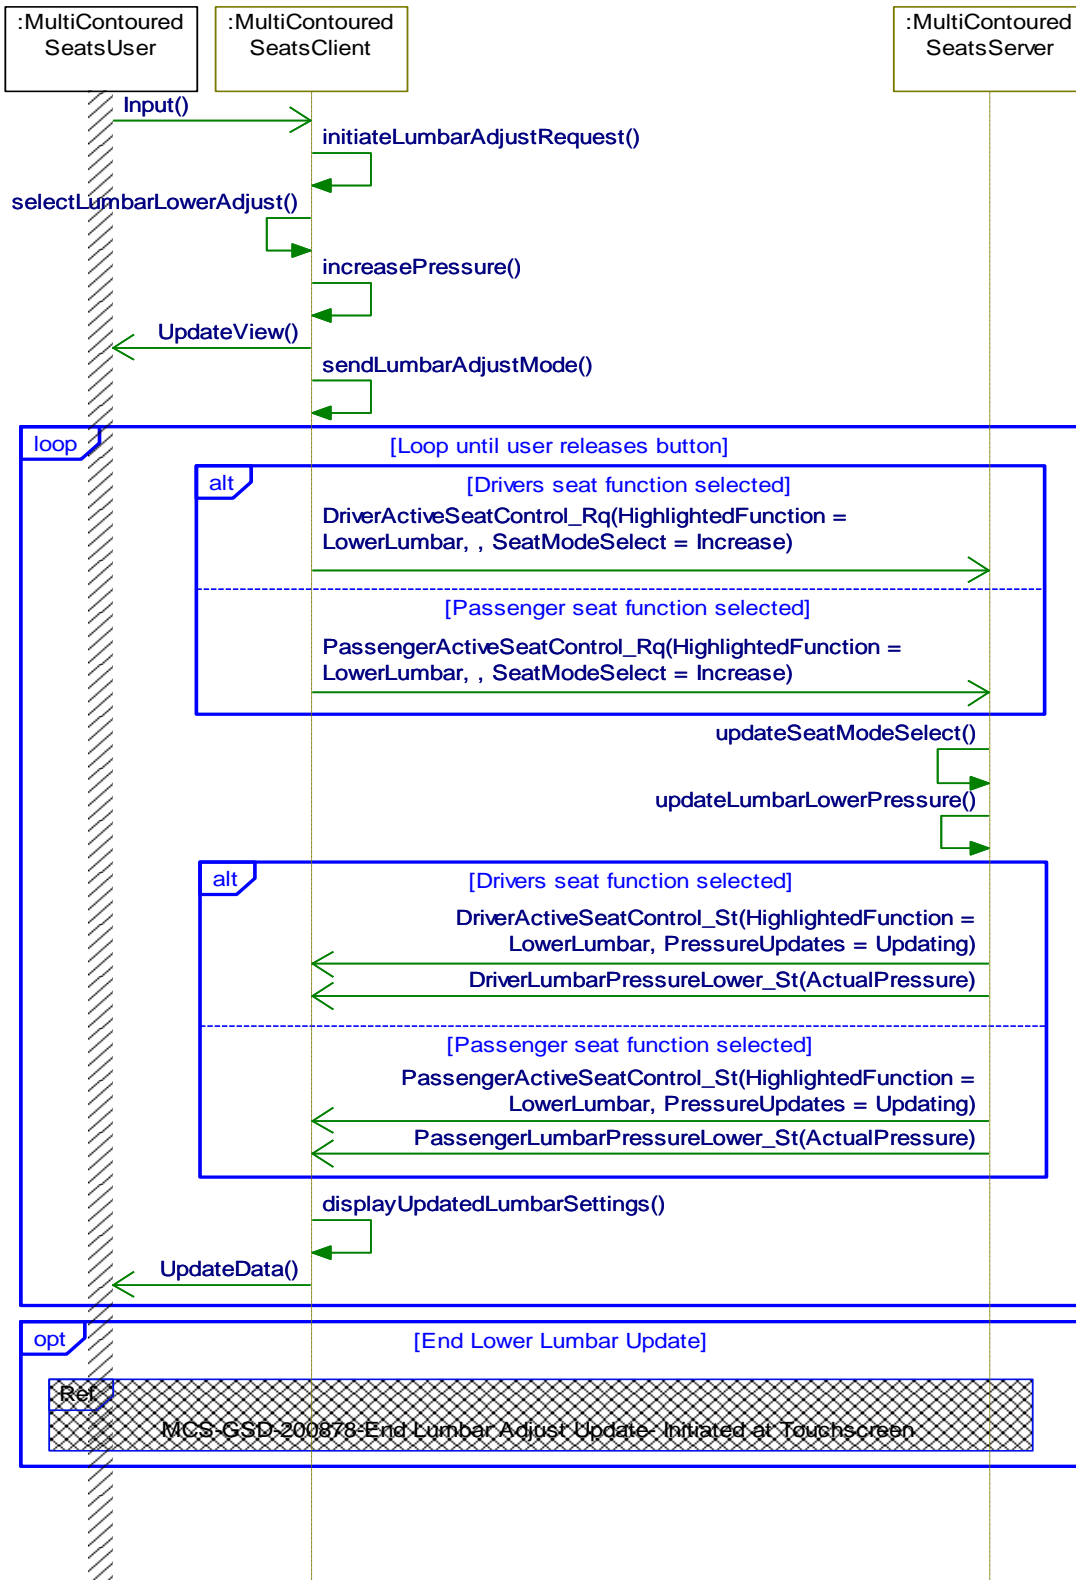 :MultiContoured
SeatsUser
:MultiContoured
SeatsClient
:MultiContoured
SeatsServer
Input()
initiateLumbarAdjustRequest()
selectLumbarLowerAdjust()
increasePressure()
UpdateView()
sendLumbarAdjustMode()
loop
[Loop until user releases button]
alt
[Drivers seat function selected]
DriverActiveSeatControl_Rq(HighlightedFunction =
LowerLumbar, , SeatModeSelect = Increase)
[Passenger seat function selected]
PassengerActiveSeatControl_Rq(HighlightedFunction =
LowerLumbar, , SeatModeSelect = Increase)
updateSeatModeSelect()
updateLumbarLowerPressure()
alt
[Drivers seat function selected]
DriverActiveSeatControl_St(HighlightedFunction =
LowerLumbar, PressureUpdates = Updating)
DriverLumbarPressureLower_St(ActualPressure)
[Passenger seat function selected]
PassengerActiveSeatControl_St(HighlightedFunction =
LowerLumbar, PressureUpdates = Updating)
PassengerLumbarPressureLower_St(ActualPressure)
displayUpdatedLumbarSettings()
UpdateData()
opt
[End Lower Lumbar Update]
Ref
MCS-GSD-200878-End Lumbar Adjust Update- Initiated at Touchscreen